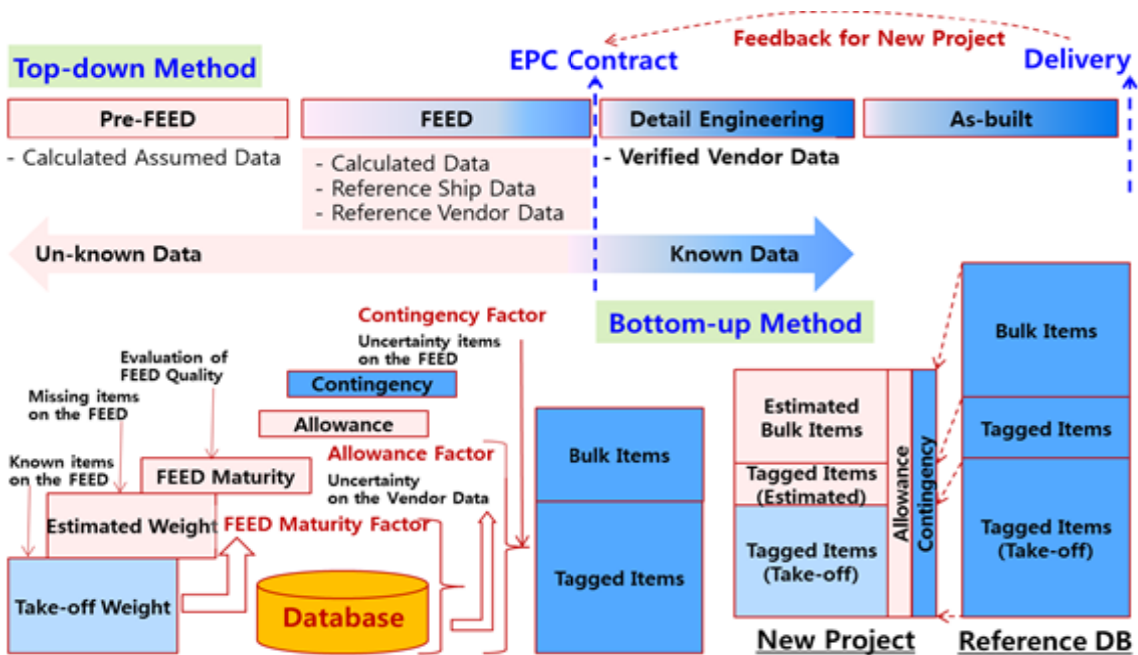 Feedback for New Project
EPC Contract
Delivery
Top-down Method
Pre-FEED
FEED
Detail Engineering
As-built
- Calculated Assumed Data
- Calculated Data
- Reference Ship Data
- Reference Vendor Data
- Verified Vendor Data
Un-known Data
Known Data
Contingency Factor
Uncertainty items
on the FEED
Bottom-up Method
Evaluation of
FEED Quality
Contingency
Missing items
on the FEED
Allowance
Known items
on the FEED
FEED Maturity
Allowance Factor
Uncertainty
on the Vendor Data
Estimated Weight
FEED Maturity Factor
Take-off Weight
Database
Bulk Items
Tagged Items
Estimated
Bulk Items
Tagged Items
(Estimated)
Tagged Items
(Take-off)
Allowance
Contingency
New Project
Bulk Items
Tagged Items
Tagged Items
(Take-off)
Reference DB